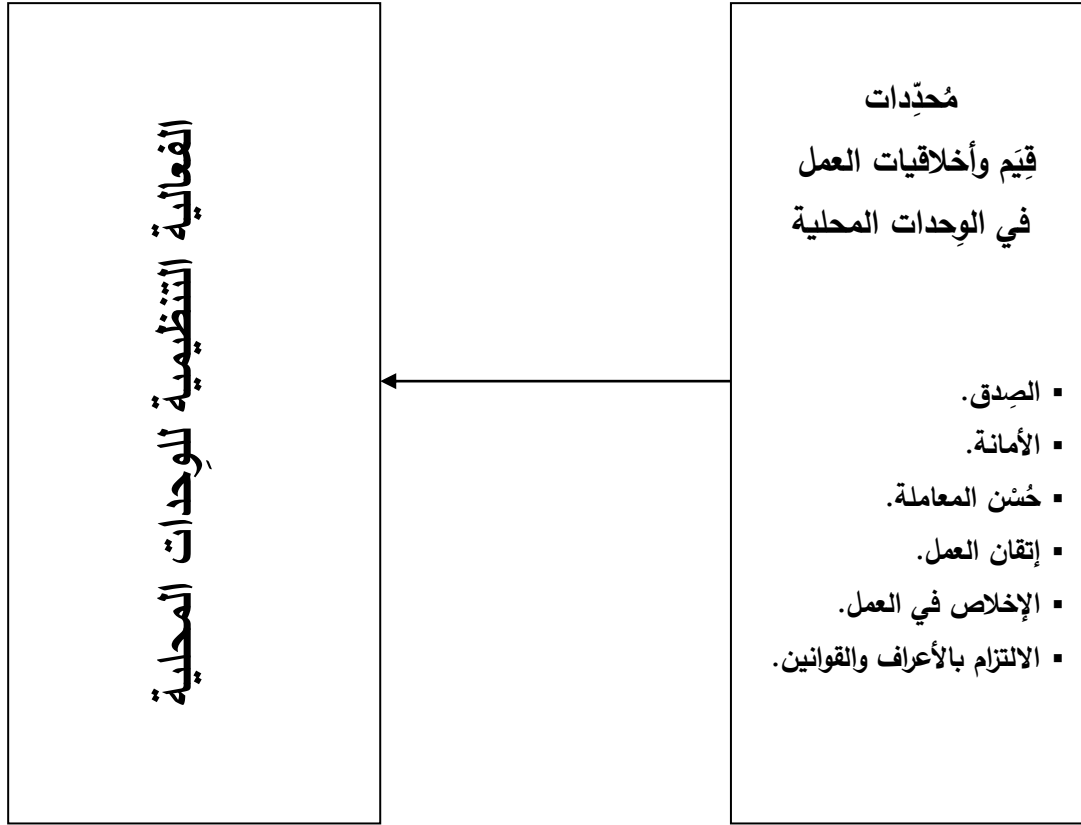 مُحدِّدات
قِيَم وأخلاقيات العمل
في الوِحدات المحلية
▪ الصِدق.
▪ الأمانة.
▪ حُسْن المعاملة.
▪ إتقان العمل.
▪ الإخلاص في العمل.
▪ الالتزام بالأعراف والقوانين.
الفعالية التنظيمية للوِحدات المحلية